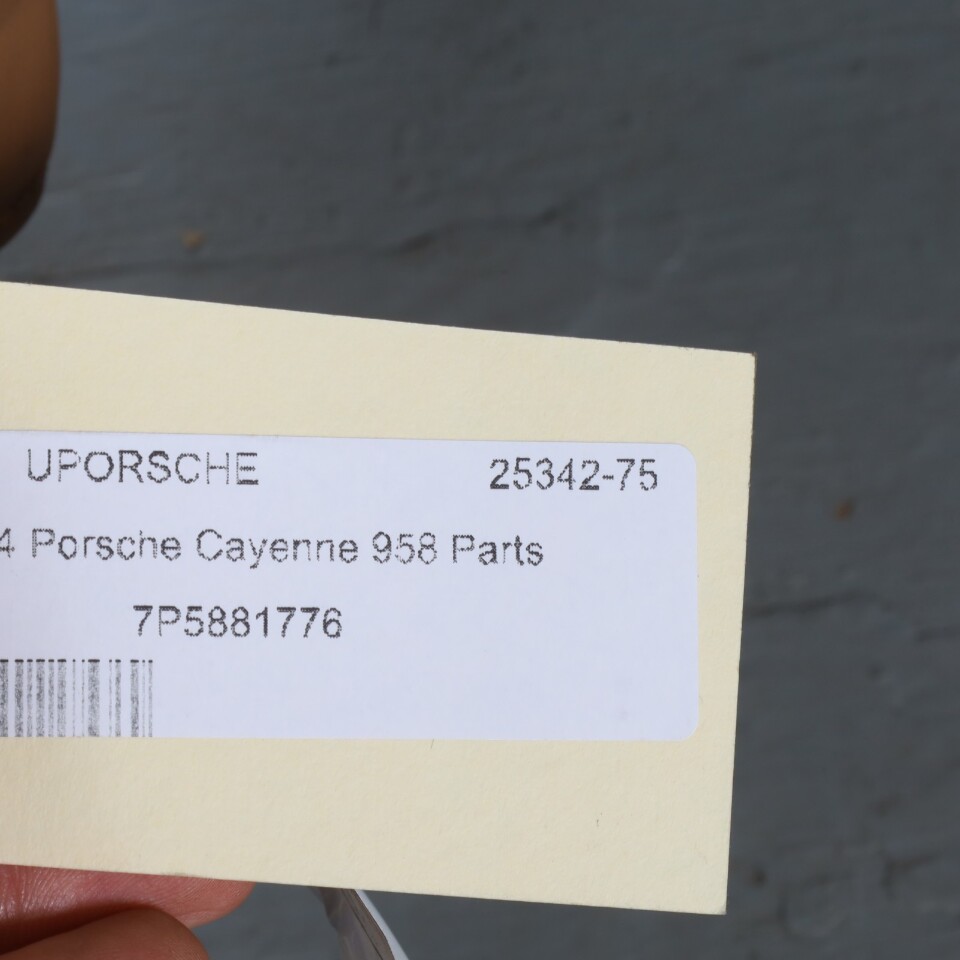 UPORSCHE 25342-75
4 Porsche Cayenne 958 Parts
7P5881776